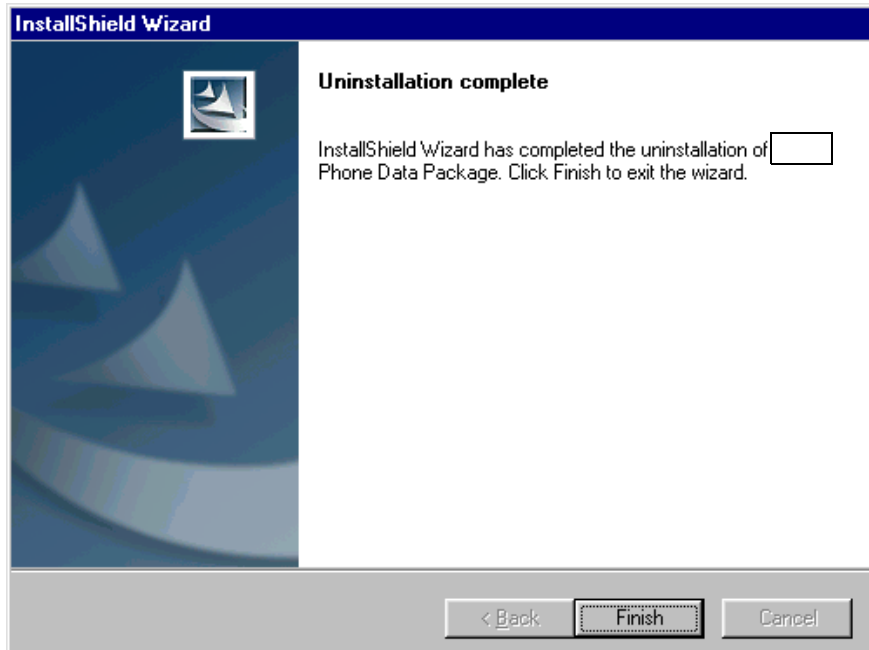 InstallShield Wizard
Uninstallation complete
InstallShield Wizard has completed the uninstallation of
Phone Data Package. Click Finish to exit the wizard.
< Back
Finish
Cancel